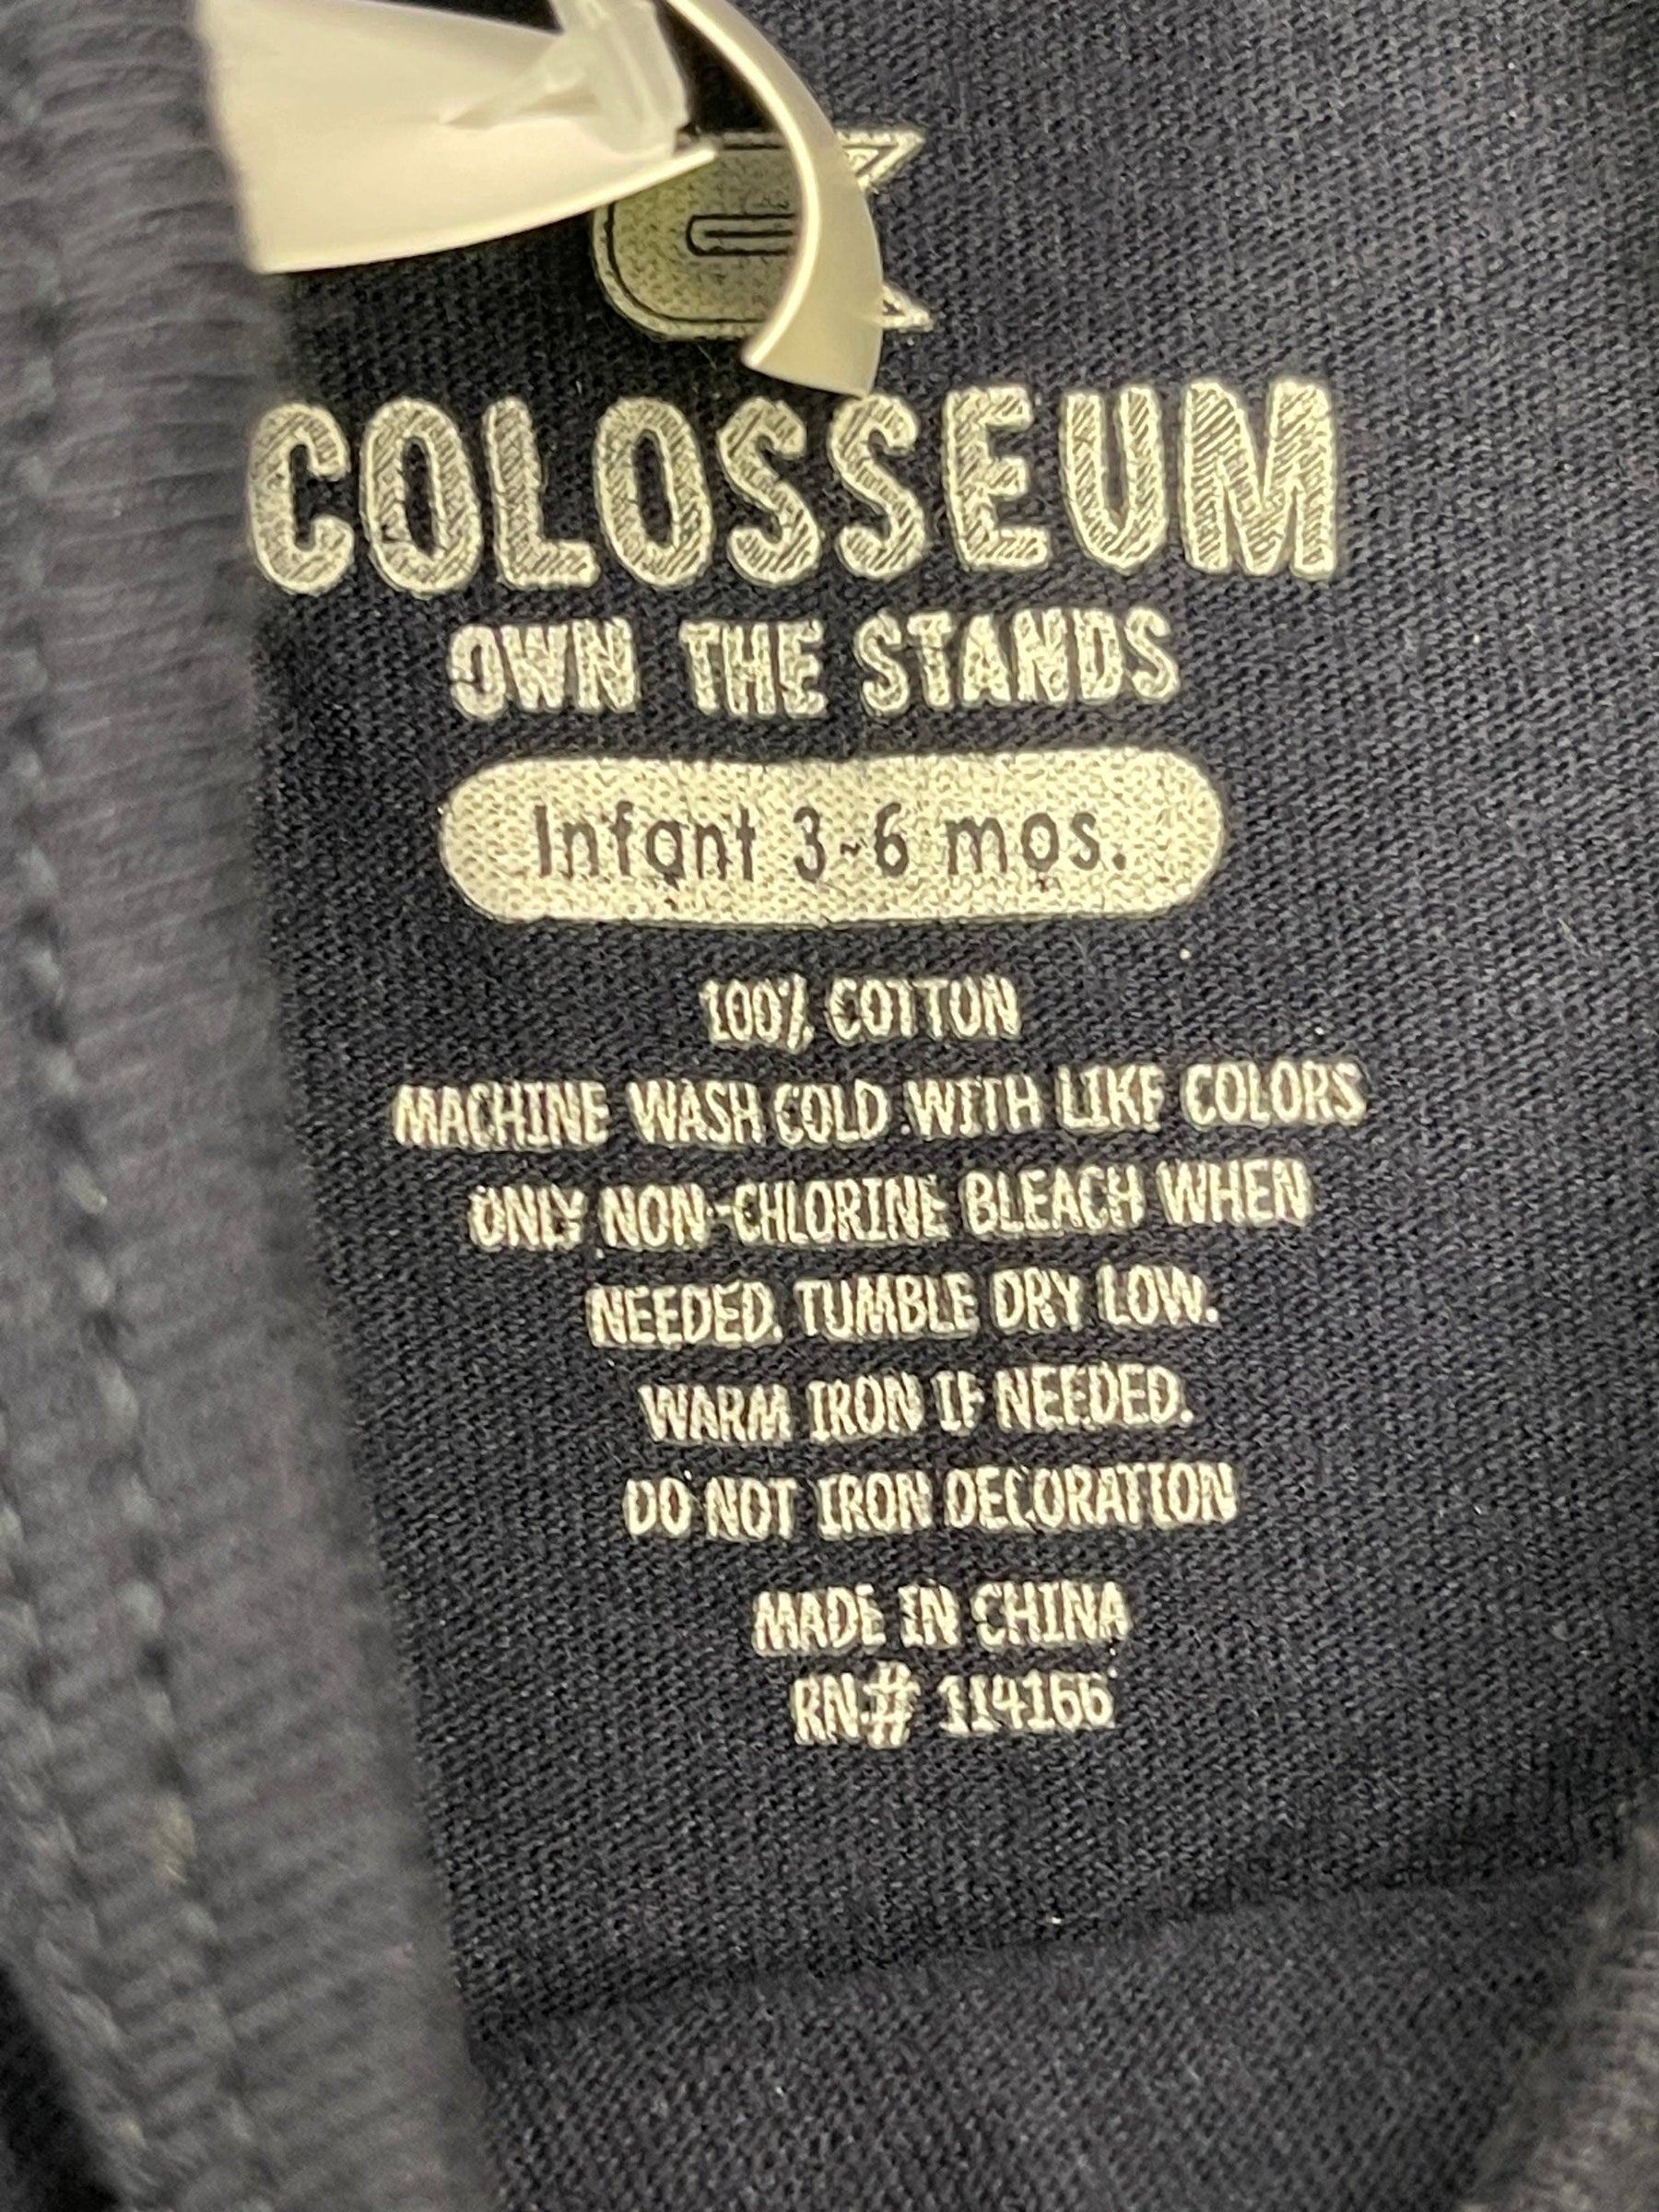 COLOSSEUM
OWN THE STANDS
Infant 3-6 mos.
100% COTTON
MACHINE WASH COLD WITH LIKE COLORS
ONLY NON-CHLORINE BLEACH WHEN
NEEDED. TUMBLE DRY LOW.
WARM IRON IF NEEDED.
DO NOT IRON DECORATION
MADE IN CHINA
RN# 114166